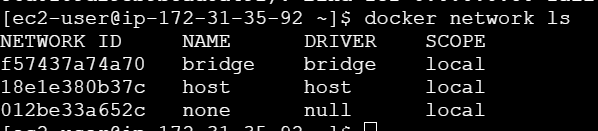 [ec2-user@ip-172-31-35-92 ~]$ docker network ls
NETWORK ID     NAME      DRIVER    SCOPE
f57437a74a70   bridge    bridge    local
18e1e380b37c   host      host      local
012be33a652c   none      null      local
[ec2-user@ip-172-31-35-92 ~]$